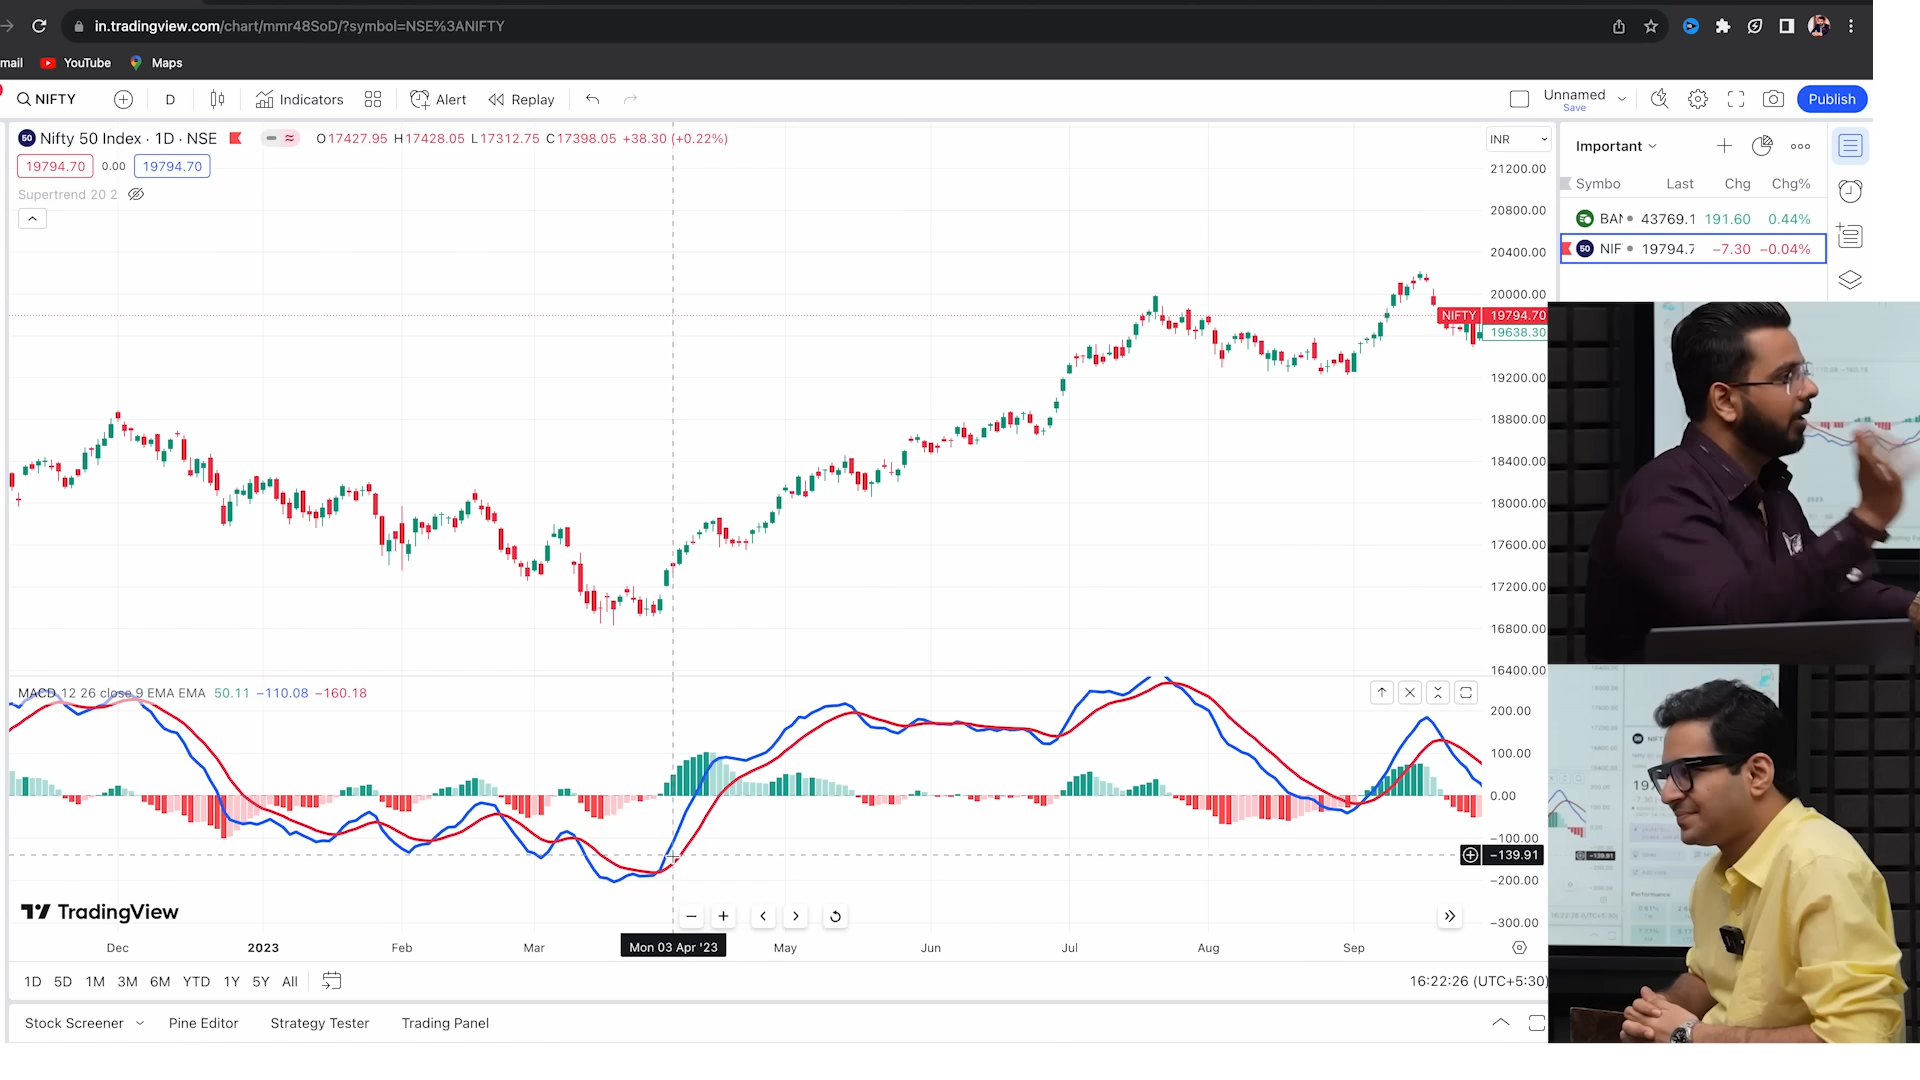 in.tradingview.com/chart/mmr48SoD/?symbol=NSE%3ANIFTY
mail YouTube Maps
NIFTY D Indicators Alert Replay Unnamed Save Publish
50 Nifty 50 Index · 1D · NSE O17427.95 H17428.05 L17312.75 C17398.05 +38.30 (+0.22%)
INR
19794.70 0.00 19794.70
Supertrend 20 2
Important
Symbo Last Chg Chg%
BAN 43769.1 191.60 0.44%
50 NIF 19794.7 −7.30 −0.04%
21200.00
20800.00
20400.00
20000.00
NIFTY 19794.70
19638.30
19200.00
18800.00
18400.00
18000.00
17600.00
17200.00
16800.00
16400.00
MACD 12 26 close 9 EMA EMA 50.11 −110.08 −160.18
200.00
100.00
0.00
−100.00
−139.91
−200.00
−300.00
TradingView
Dec 2023 Feb Mar Mon 03 Apr '23 May Jun Jul Aug Sep
1D 5D 1M 3M 6M YTD 1Y 5Y All
16:22:26 (UTC+5:30)
Stock Screener Pine Editor Strategy Tester Trading Panel